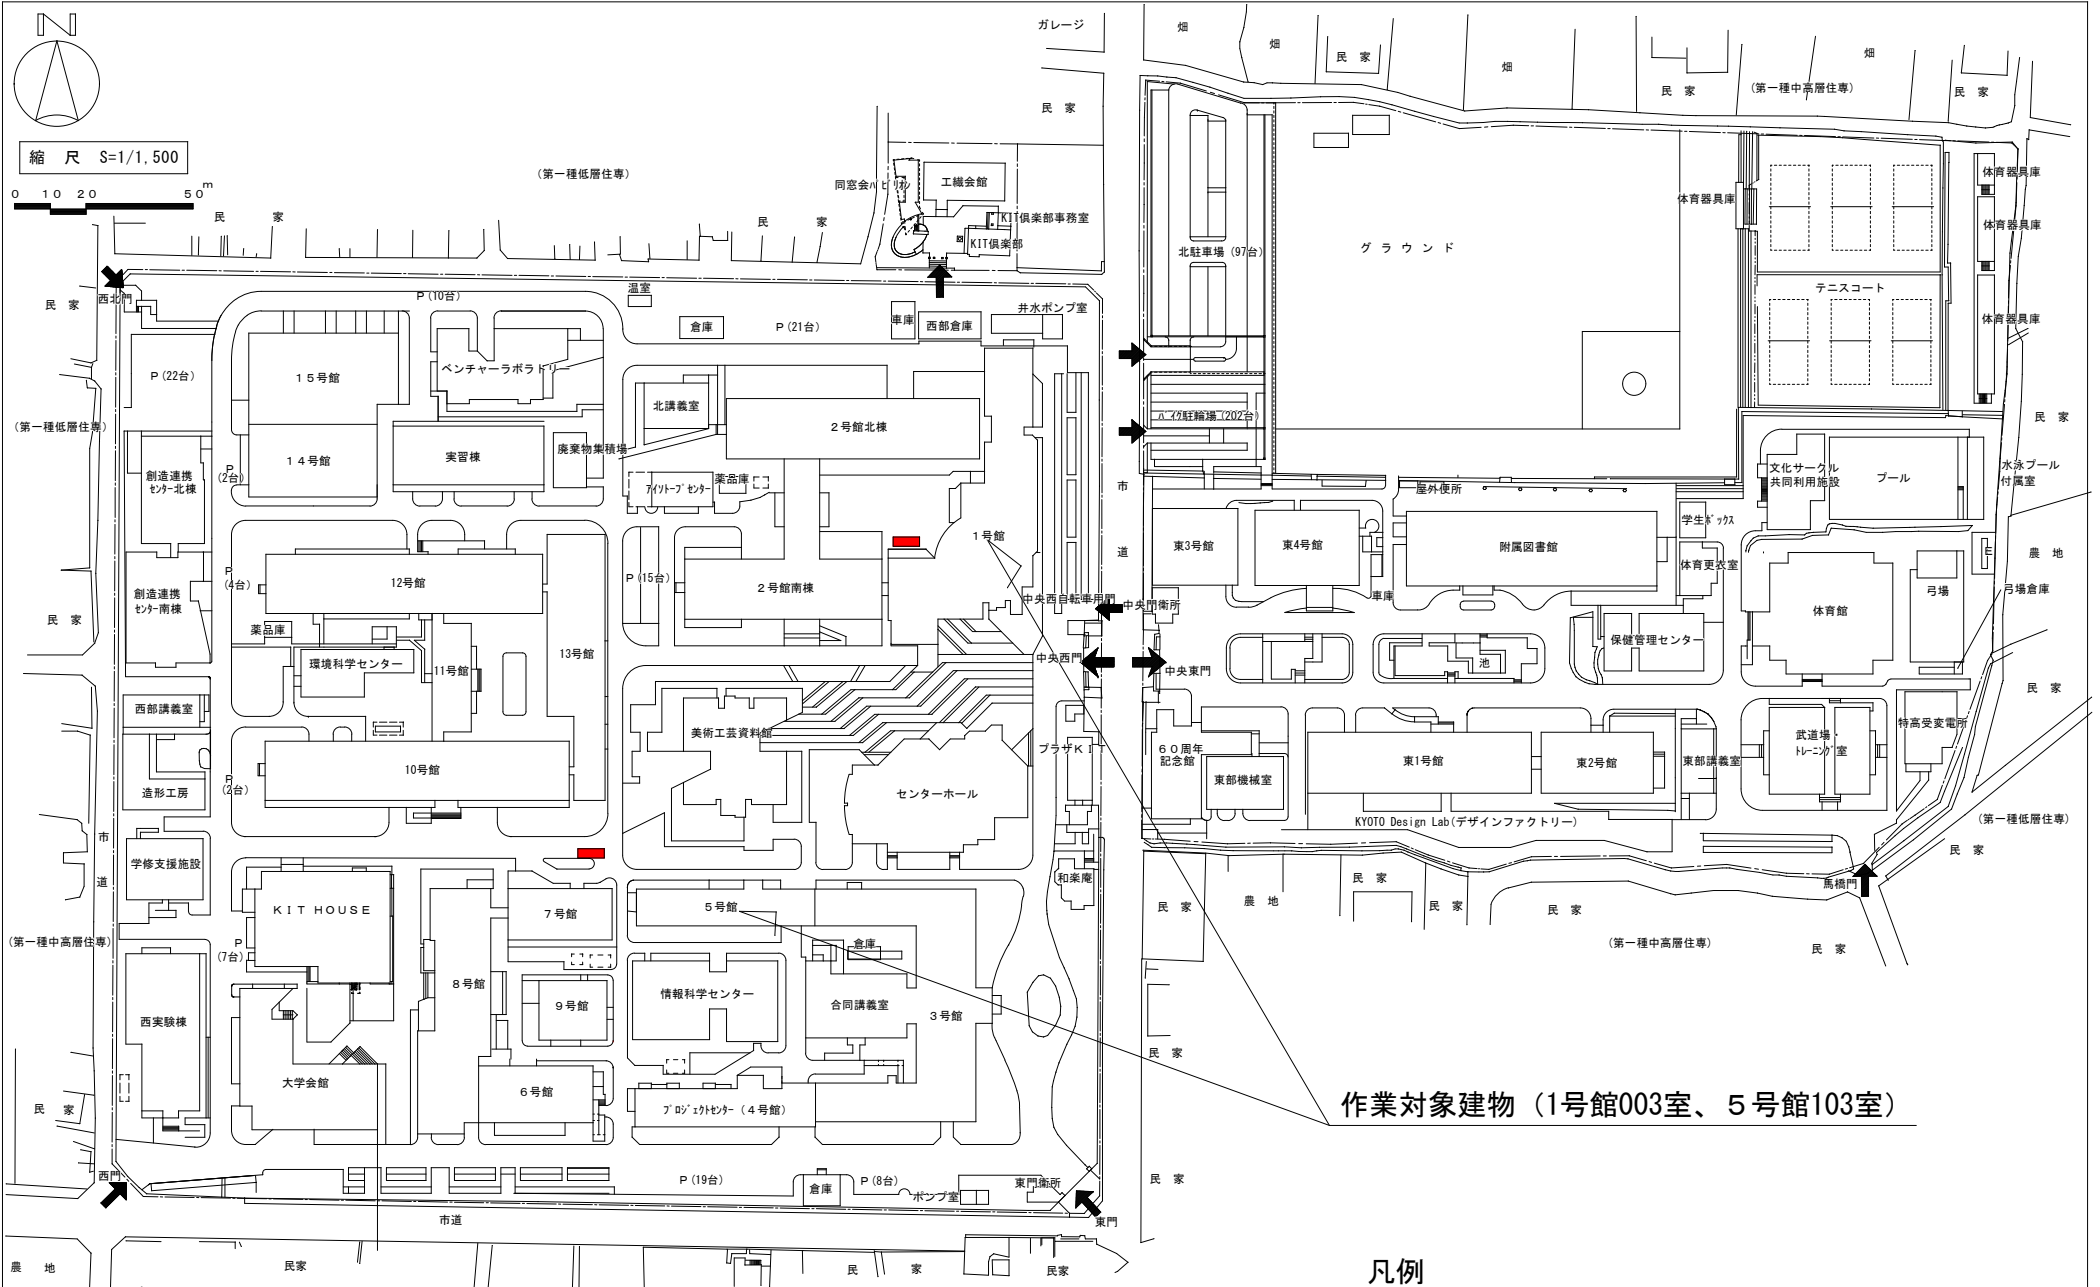 N
縮 尺 S=1/1,500
0 10 20 50m
ガレージ
畑
畑
民 家
畑
畑
民 家
(第一種中高層住専)
民 家
民 家
(第一種低層住専)
民 家
民 家
同窓会パビリオン
工繊会館
KIT倶楽部事務室
KIT倶楽部
北駐車場(97台)
グラウンド
体育器具庫
体育器具庫
体育器具庫
体育器具庫
テニスコート
西北門
民 家
P(10台)
温室
倉庫
P(21台)
車庫
西部倉庫
井水ポンプ室
P(22台)
15号館
ベンチャーラボラトリー
北講義室
2号館北棟
バイク駐輪場(202台)
(第一種低層住専)
民 家
創造連携
センター北棟
P
(2台)
14号館
実習棟
廃棄物集積場
アイソトープセンター
薬品庫
文化サークル
共同利用施設
プール
水泳プール
付属室
市
道
屋外便所
学生ボックス
1号館
東3号館
東4号館
附属図書館
体育更衣室
E
農 地
弓場倉庫
弓場
体育館
車庫
創造連携
センター南棟
P
(4台)
12号館
P(15台)
2号館南棟
中央西自転車用門
中央門衛所
民 家
薬品庫
環境科学センター
11号館
13号館
中央西門
中央東門
池
保健管理センター
民 家
西部講義室
美術工芸資料館
プラザKIT
60周年
記念館
東部機械室
東1号館
東2号館
東部講義室
武道場・
トレーニング室
特高受変電所
造形工房
P
(2台)
10号館
センターホール
KYOTO Design Lab(デザインファクトリー)
(第一種低層住専)
民 家
市
道
学修支援施設
KIT HOUSE
7号館
5号館
和楽庵
民 家
農 地
民 家
民 家
民 家
馬橋門
(第一種中高層住専)
民 家
(第一種中高層住専)
P
(7台)
8号館
倉庫
西実験棟
9号館
情報科学センター
合同講義室
3号館
民 家
大学会館
6号館
プロジェクトセンター(4号館)
作業対象建物(1号館003室、5号館103室)
民 家
西門
P(19台)
倉庫
P(8台)
ポンプ室
東門衛所
東門
民 家
市道
農 地
民家
民 家
民家
凡例